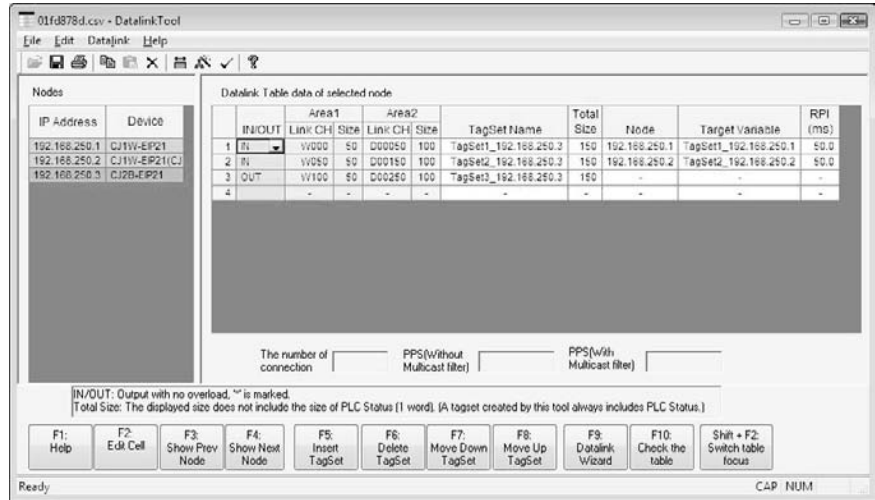 01fd878d.csv - DatalinkTool
File Edit Datalink Help
Nodes
IP Address Device
192.168.250.1 CJ1W-EIP21
192.168.250.2 CJ1W-EIP21(CJ
192.168.250.3 CJ2B-EIP21
Datalink Table data of selected node
Area1 Area2 Total RPI
IN/OUT Link CH Size Link CH Size TagSet Name Size Node Target Variable (ms)
1 IN W000 50 D00050 100 TagSet1_192.168.250.3 150 192.168.250.1 TagSet1_192.168.250.1 50.0
2 IN W050 50 D00150 100 TagSet2_192.168.250.3 150 192.168.250.2 TagSet2_192.168.250.2 50.0
3 OUT W100 50 D00250 100 TagSet3_192.168.250.3 150 - - -
4 - - - - - - - - -
The number of connection
PPS(Without Multicast filter)
PPS(With Multicast filter)
IN/OUT: Output with no overload, '*' is marked.
Total Size: The displayed size does not include the size of PLC Status (1 word). (A tagset created by this tool always includes PLC Status.)
F1: Help
F2: Edit Cell
F3: Show Prev Node
F4: Show Next Node
F5: Insert TagSet
F6: Delete TagSet
F7: Move Down TagSet
F8: Move Up TagSet
F9: Datalink Wizard
F10: Check the table
Shift + F2: Switch table focus
Ready
CAP NUM